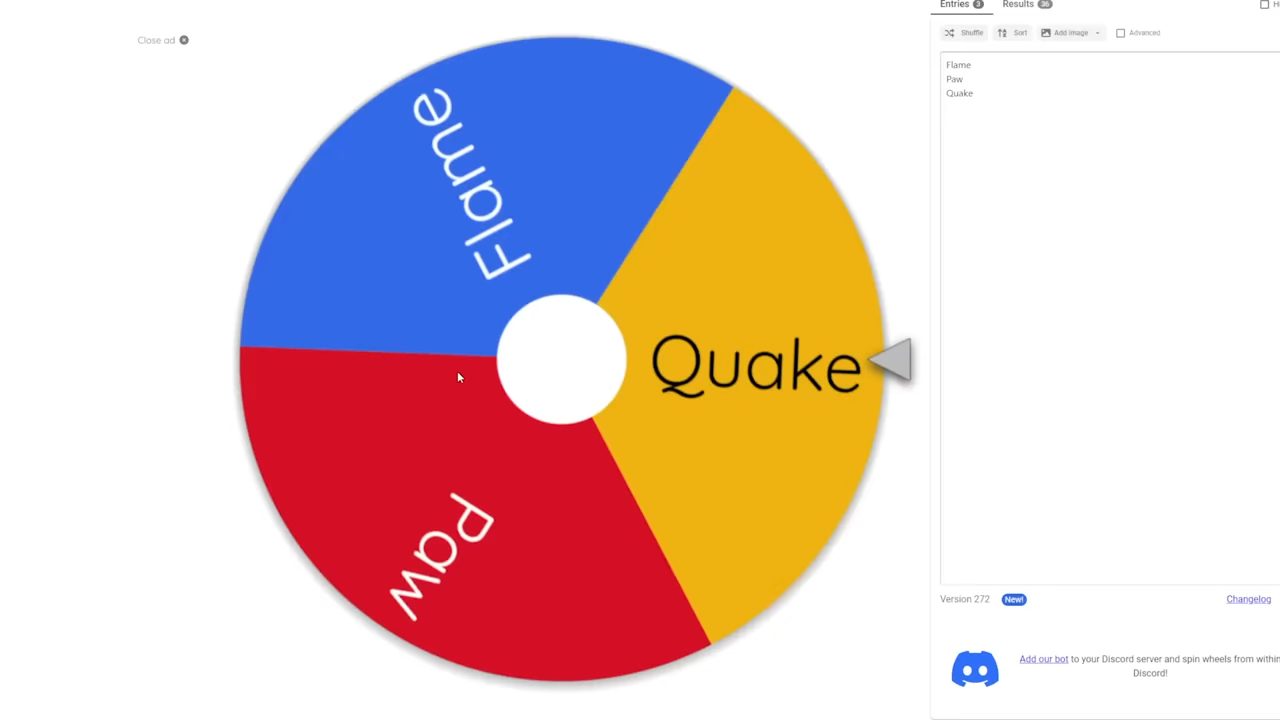 Entries 3 Results 36
Close ad
Shuffle Sort Add image Advanced
Flame
Paw
Quake
Flame
Quake
Paw
Version 272 New! Changelog
Add our bot to your Discord server and spin wheels from within
Discord!